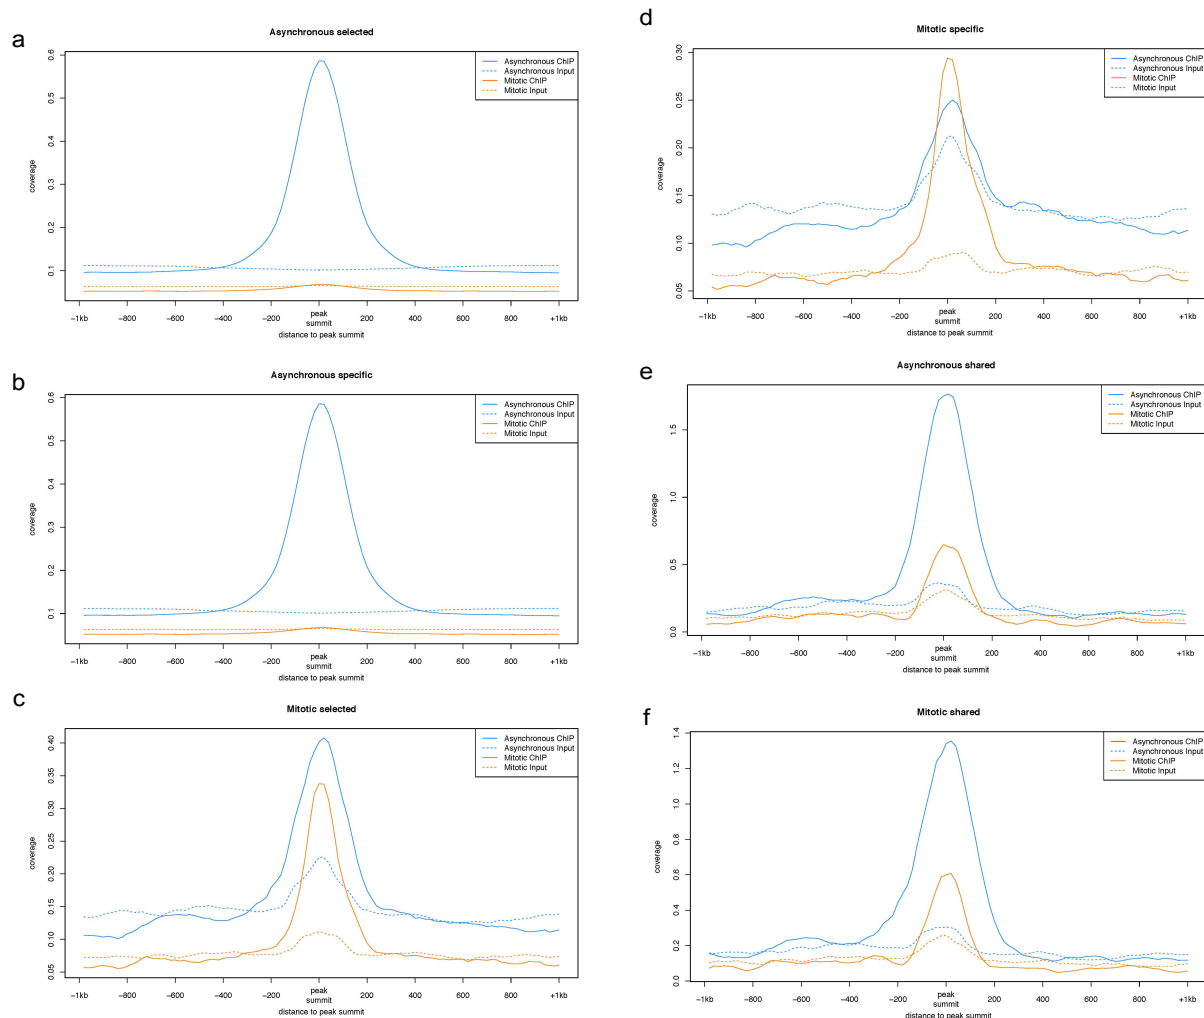 a
Asynchronous selected
coverage
0.1 0.2 0.3 0.4 0.5 0.6
Asynchronous ChIP
Asynchronous Input
Mitotic ChIP
Mitotic Input
−1kb −800 −600 −400 −200 peak summit 200 400 600 800 +1kb
distance to peak summit
b
Asynchronous specific
coverage
0.1 0.2 0.3 0.4 0.5 0.6
Asynchronous ChIP
Asynchronous Input
Mitotic ChIP
Mitotic Input
−1kb −800 −600 −400 −200 peak summit 200 400 600 800 +1kb
distance to peak summit
c
Mitotic selected
coverage
0.05 0.10 0.15 0.20 0.25 0.30 0.35 0.40
Asynchronous ChIP
Asynchronous Input
Mitotic ChIP
Mitotic Input
−1kb −800 −600 −400 −200 peak summit 200 400 600 800 +1kb
distance to peak summit
d
Mitotic specific
coverage
0.05 0.10 0.15 0.20 0.25 0.30
Asynchronous ChIP
Asynchronous Input
Mitotic ChIP
Mitotic Input
−1kb −800 −600 −400 −200 peak summit 200 400 600 800 +1kb
distance to peak summit
e
Asynchronous shared
coverage
0.0 0.5 1.0 1.5
Asynchronous ChIP
Asynchronous Input
Mitotic ChIP
Mitotic Input
−1kb −800 −600 −400 −200 peak summit 200 400 600 800 +1kb
distance to peak summit
f
Mitotic shared
coverage
0.0 0.2 0.4 0.6 0.8 1.0 1.2 1.4
Asynchronous ChIP
Asynchronous Input
Mitotic ChIP
Mitotic Input
−1kb −800 −600 −400 −200 peak summit 200 400 600 800 +1kb
distance to peak summit